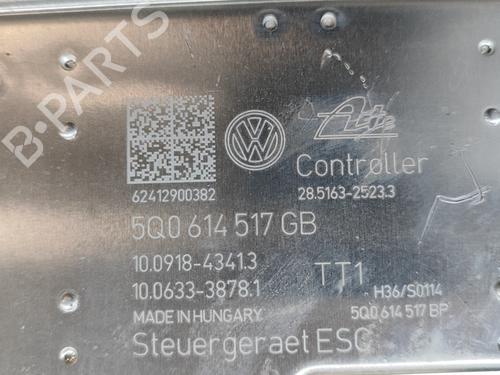 B-PARTS
Ate
Controller
62412900382
28.5163-2523.3
5Q0 614 517 GB
10.0918-4341.3
TT1
10.0633-3878.1
H36/S0114
MADE IN HUNGARY
5Q0 614 517 BP
Steuergeraet ESC